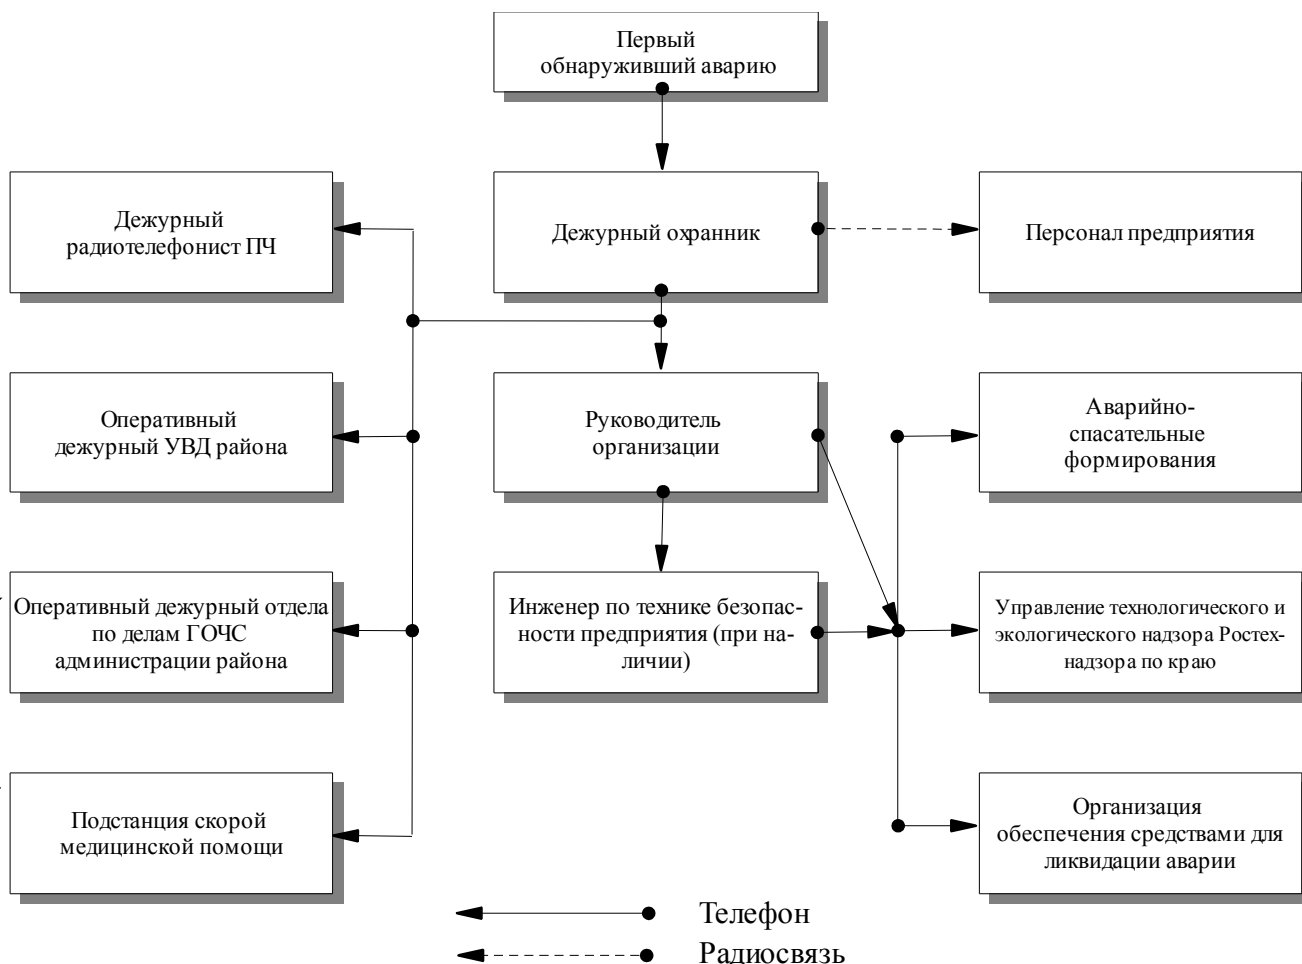 Первый
обнаруживший аварию
Дежурный
радиотелефонист ПЧ
Дежурный охранник
Персонал предприятия
Оперативный
дежурный УВД района
Руководитель
организации
Аварийно-
спасательные
формирования
Оперативный дежурный отдела
по делам ГОЧС
администрации района
Инженер по технике безопас-
ности предприятия (при на-
личии)
Управление технологического и
экологического надзора Ростех-
надзора по краю
Подстанция скорой
медицинской помощи
Организация
обеспечения средствами для
ликвидации аварии
Телефон
Радиосвязь